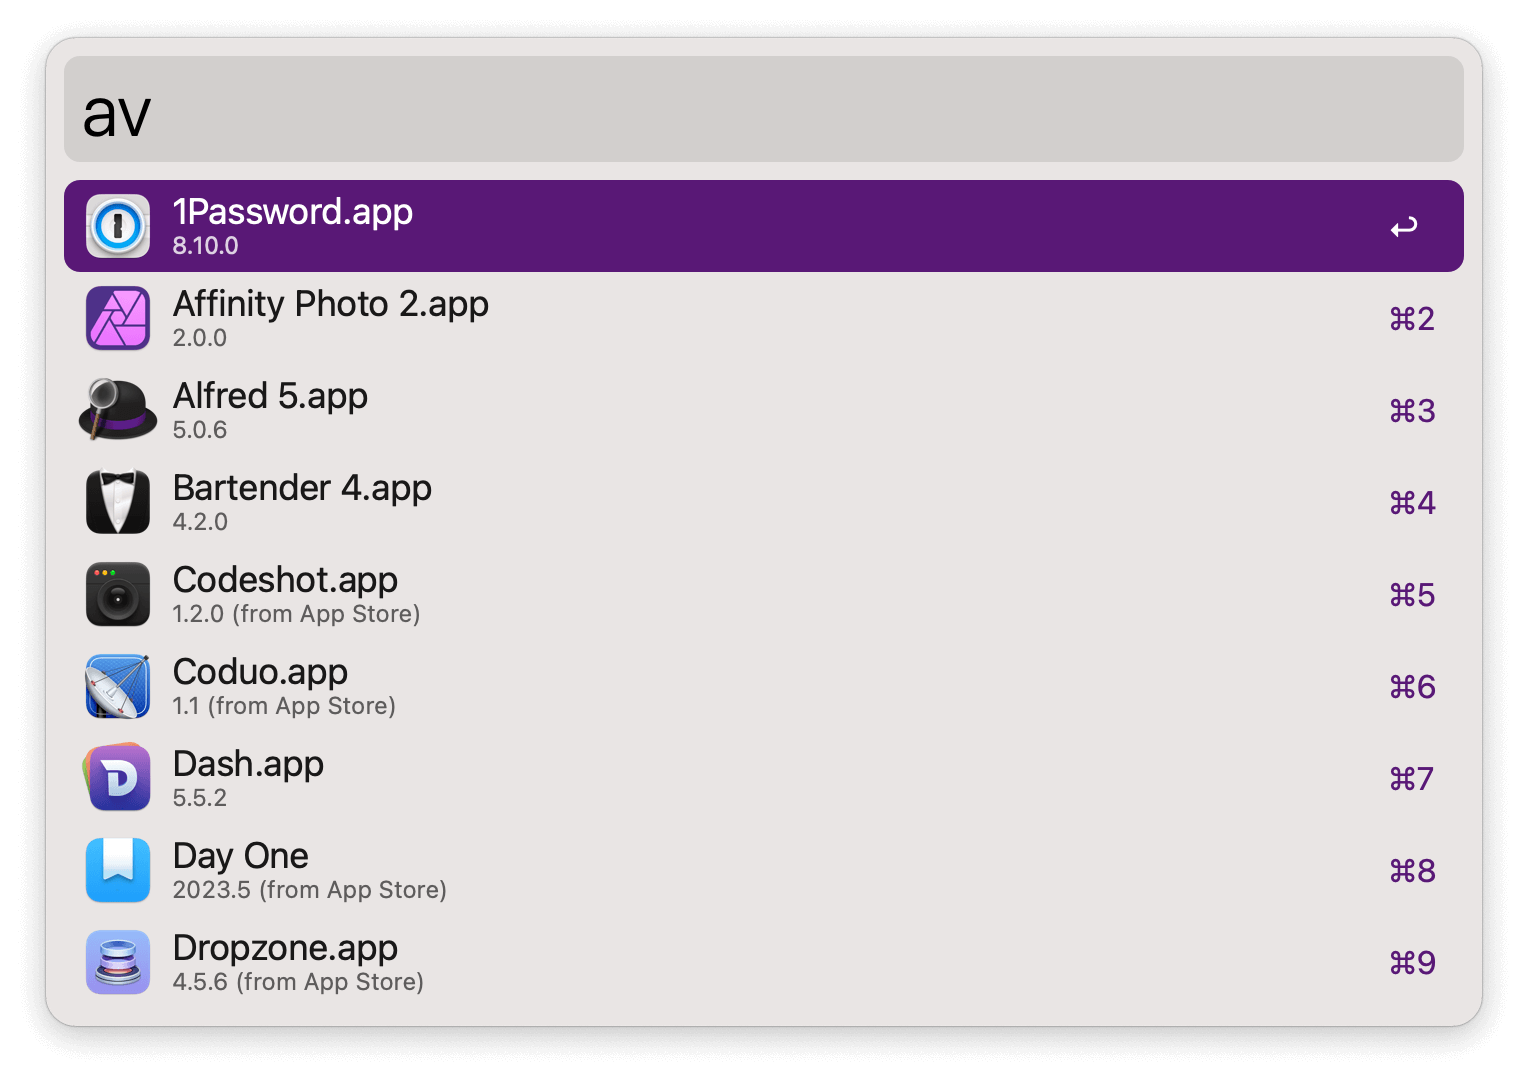 av
1Password.app
8.10.0
↩
Affinity Photo 2.app
2.0.0
⌘2
Alfred 5.app
5.0.6
⌘3
Bartender 4.app
4.2.0
⌘4
Codeshot.app
1.2.0 (from App Store)
⌘5
Coduo.app
1.1 (from App Store)
⌘6
Dash.app
5.5.2
⌘7
Day One
2023.5 (from App Store)
⌘8
Dropzone.app
4.5.6 (from App Store)
⌘9